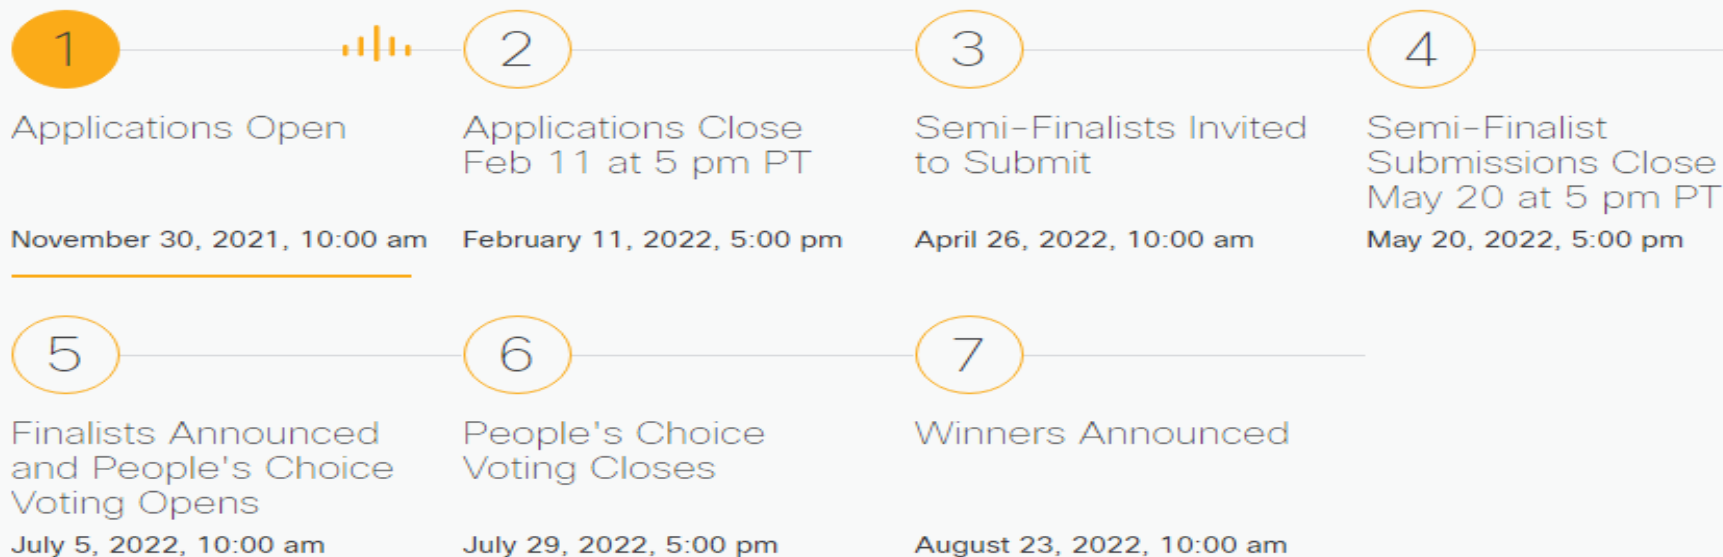 1
Applications Open
November 30, 2021, 10:00 am
2
Applications Close
Feb 11 at 5 pm PT
February 11, 2022, 5:00 pm
3
Semi-Finalists Invited
to Submit
April 26, 2022, 10:00 am
4
Semi-Finalist
Submissions Close
May 20 at 5 pm PT
May 20, 2022, 5:00 pm
5
Finalists Announced
and People's Choice
Voting Opens
July 5, 2022, 10:00 am
6
People's Choice
Voting Closes
July 29, 2022, 5:00 pm
7
Winners Announced
August 23, 2022, 10:00 am